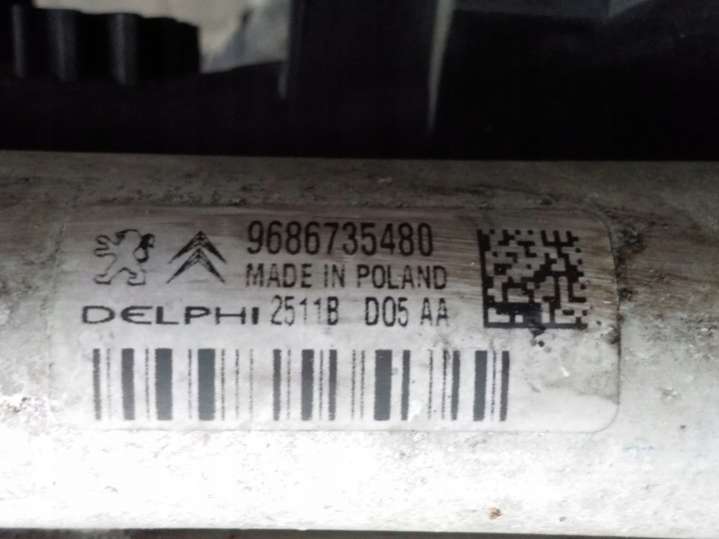 9686735480
MADE IN POLAND
DELPHI 2511B D05 AA